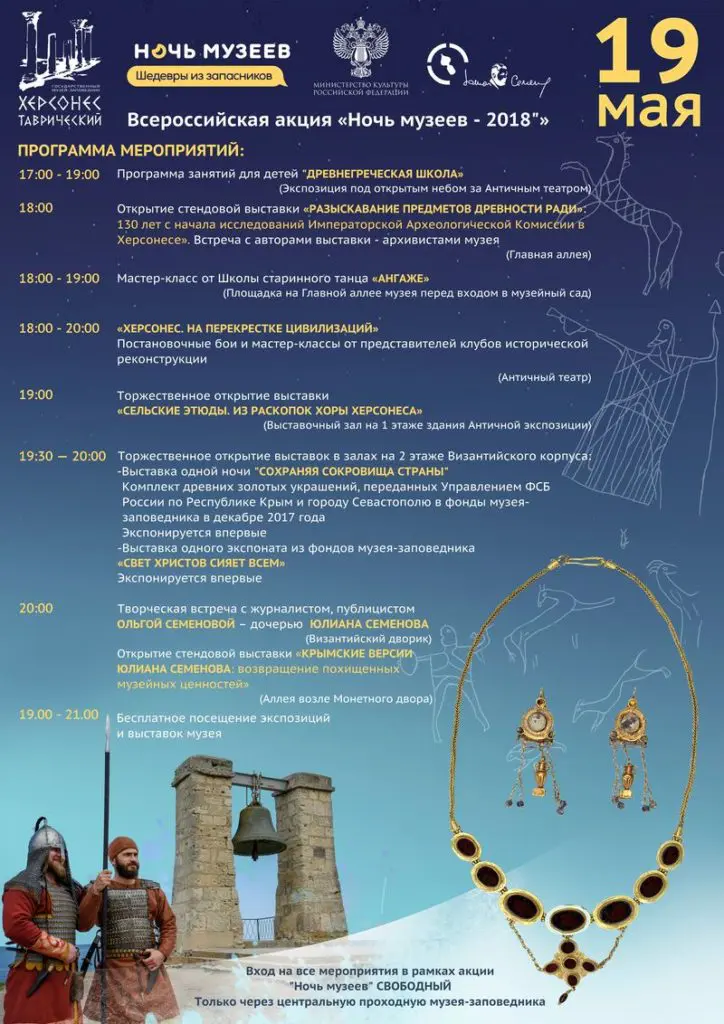 ГОСУДАРСТВЕННЫЙ
МУЗЕЙ-ЗАПОВЕДНИК
ХЕРСОНЕС
ТАВРИЧЕСКИЙ
НОЧЬ МУЗЕЕВ
Шедевры из запасников
МИНИСТЕРСТВО КУЛЬТУРЫ
РОССИЙСКОЙ ФЕДЕРАЦИИ
19
мая
Всероссийская акция «Ночь музеев - 2018"»
ПРОГРАММА МЕРОПРИЯТИЙ:
17:00 - 19:00 Программа занятий для детей "ДРЕВНЕГРЕЧЕСКАЯ ШКОЛА»
(Экспозиция под открытым небом за Античным театром)
18:00 Открытие стендовой выставки «РАЗЫСКАВАНИЕ ПРЕДМЕТОВ ДРЕВНОСТИ РАДИ»:
130 лет с начала исследований Императорской Археологической Комиссии в
Херсонесе». Встреча с авторами выставки - архивистами музея
(Главная аллея)
18:00 - 19:00 Мастер-класс от Школы старинного танца «АНГАЖЕ»
(Площадка на Главной аллее музея перед входом в музейный сад)
18:00 - 20:00 «ХЕРСОНЕС. НА ПЕРЕКРЕСТКЕ ЦИВИЛИЗАЦИЙ»
Постановочные бои и мастер-классы от представителей клубов исторической
реконструкции
(Античный театр)
19:00 Торжественное открытие выставки
«СЕЛЬСКИЕ ЭТЮДЫ. ИЗ РАСКОПОК ХОРЫ ХЕРСОНЕСА»
(Выставочный зал на 1 этаже здания Античной экспозиции)
19:30 — 20:00 Торжественное открытие выставок в залах на 2 этаже Византийского корпуса:
-Выставка одной ночи "СОХРАНЯЯ СОКРОВИЩА СТРАНЫ"
Комплект древних золотых украшений, переданных Управлением ФСБ
России по Республике Крым и городу Севастополю в фонды музея-
заповедника в декабре 2017 года
Экспонируется впервые
-Выставка одного экспоната из фондов музея-заповедника
«СВЕТ ХРИСТОВ СИЯЕТ ВСЕМ»
Экспонируется впервые
20:00 Творческая встреча с журналистом, публицистом
ОЛЬГОЙ СЕМЕНОВОЙ – дочерью ЮЛИАНА СЕМЕНОВА
(Византийский дворик)
Открытие стендовой выставки «КРЫМСКИЕ ВЕРСИИ
ЮЛИАНА СЕМЕНОВА: возвращение похищенных
музейных ценностей»
(Аллея возле Монетного двора)
19.00 - 21.00 Бесплатное посещение экспозиций
и выставок музея
Вход на все мероприятия в рамках акции
"Ночь музеев" СВОБОДНЫЙ
Только через центральную проходную музея-заповедника